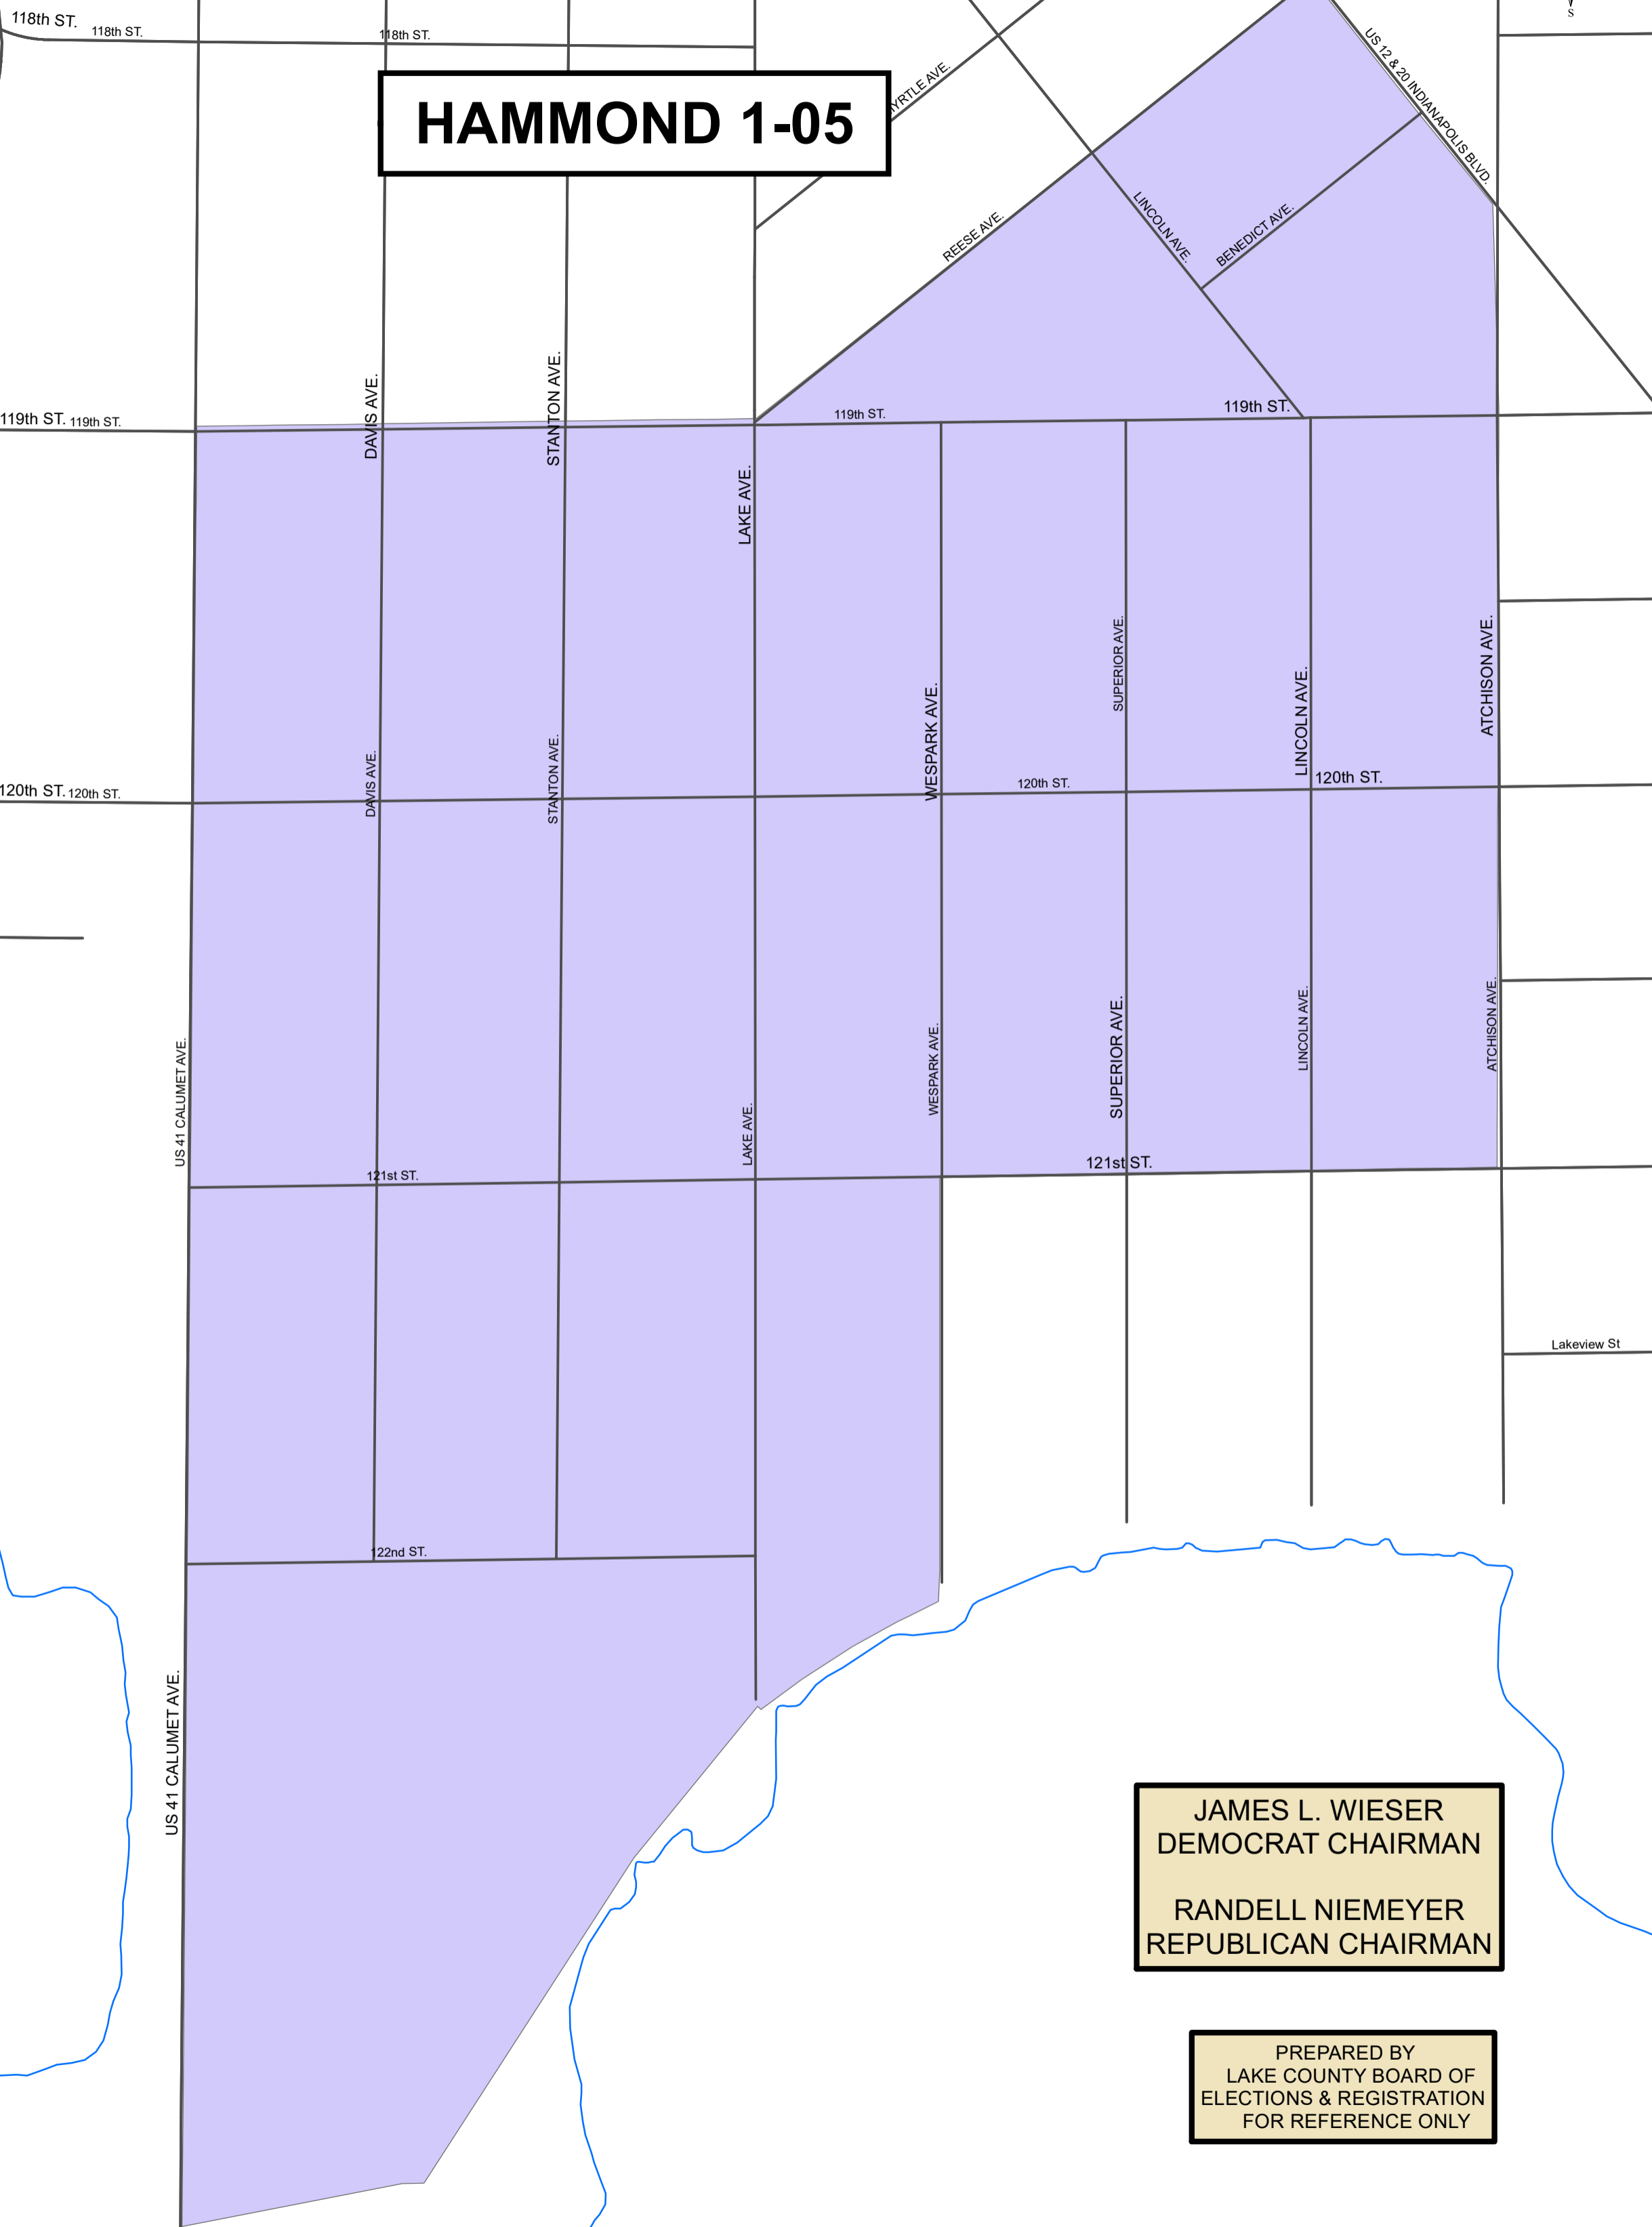 118th ST.
118th ST.
118th ST.
S
HAMMOND 1-05
US 12 & 20 INDIANAPOLIS BLVD.
REESE AVE.
LINCOLN AVE.
BENEDICT AVE.
119th ST.
119th ST.
DAVIS AVE.
STANTON AVE.
119th ST.
119th ST.
LAKE AVE.
WESPARK AVE.
SUPERIOR AVE.
LINCOLN AVE.
ATCHISON AVE.
120th ST.
120th ST.
DAVIS AVE.
STANTON AVE.
120th ST.
120th ST.
US 41 CALUMET AVE.
LAKE AVE.
WESPARK AVE.
SUPERIOR AVE.
LINCOLN AVE.
ATCHISON AVE.
121st ST.
121st ST.
Lakeview St
122nd ST.
US 41 CALUMET AVE.
JAMES L. WIESER
DEMOCRAT CHAIRMAN
RANDELL NIEMEYER
REPUBLICAN CHAIRMAN
PREPARED BY
LAKE COUNTY BOARD OF
ELECTIONS & REGISTRATION
FOR REFERENCE ONLY